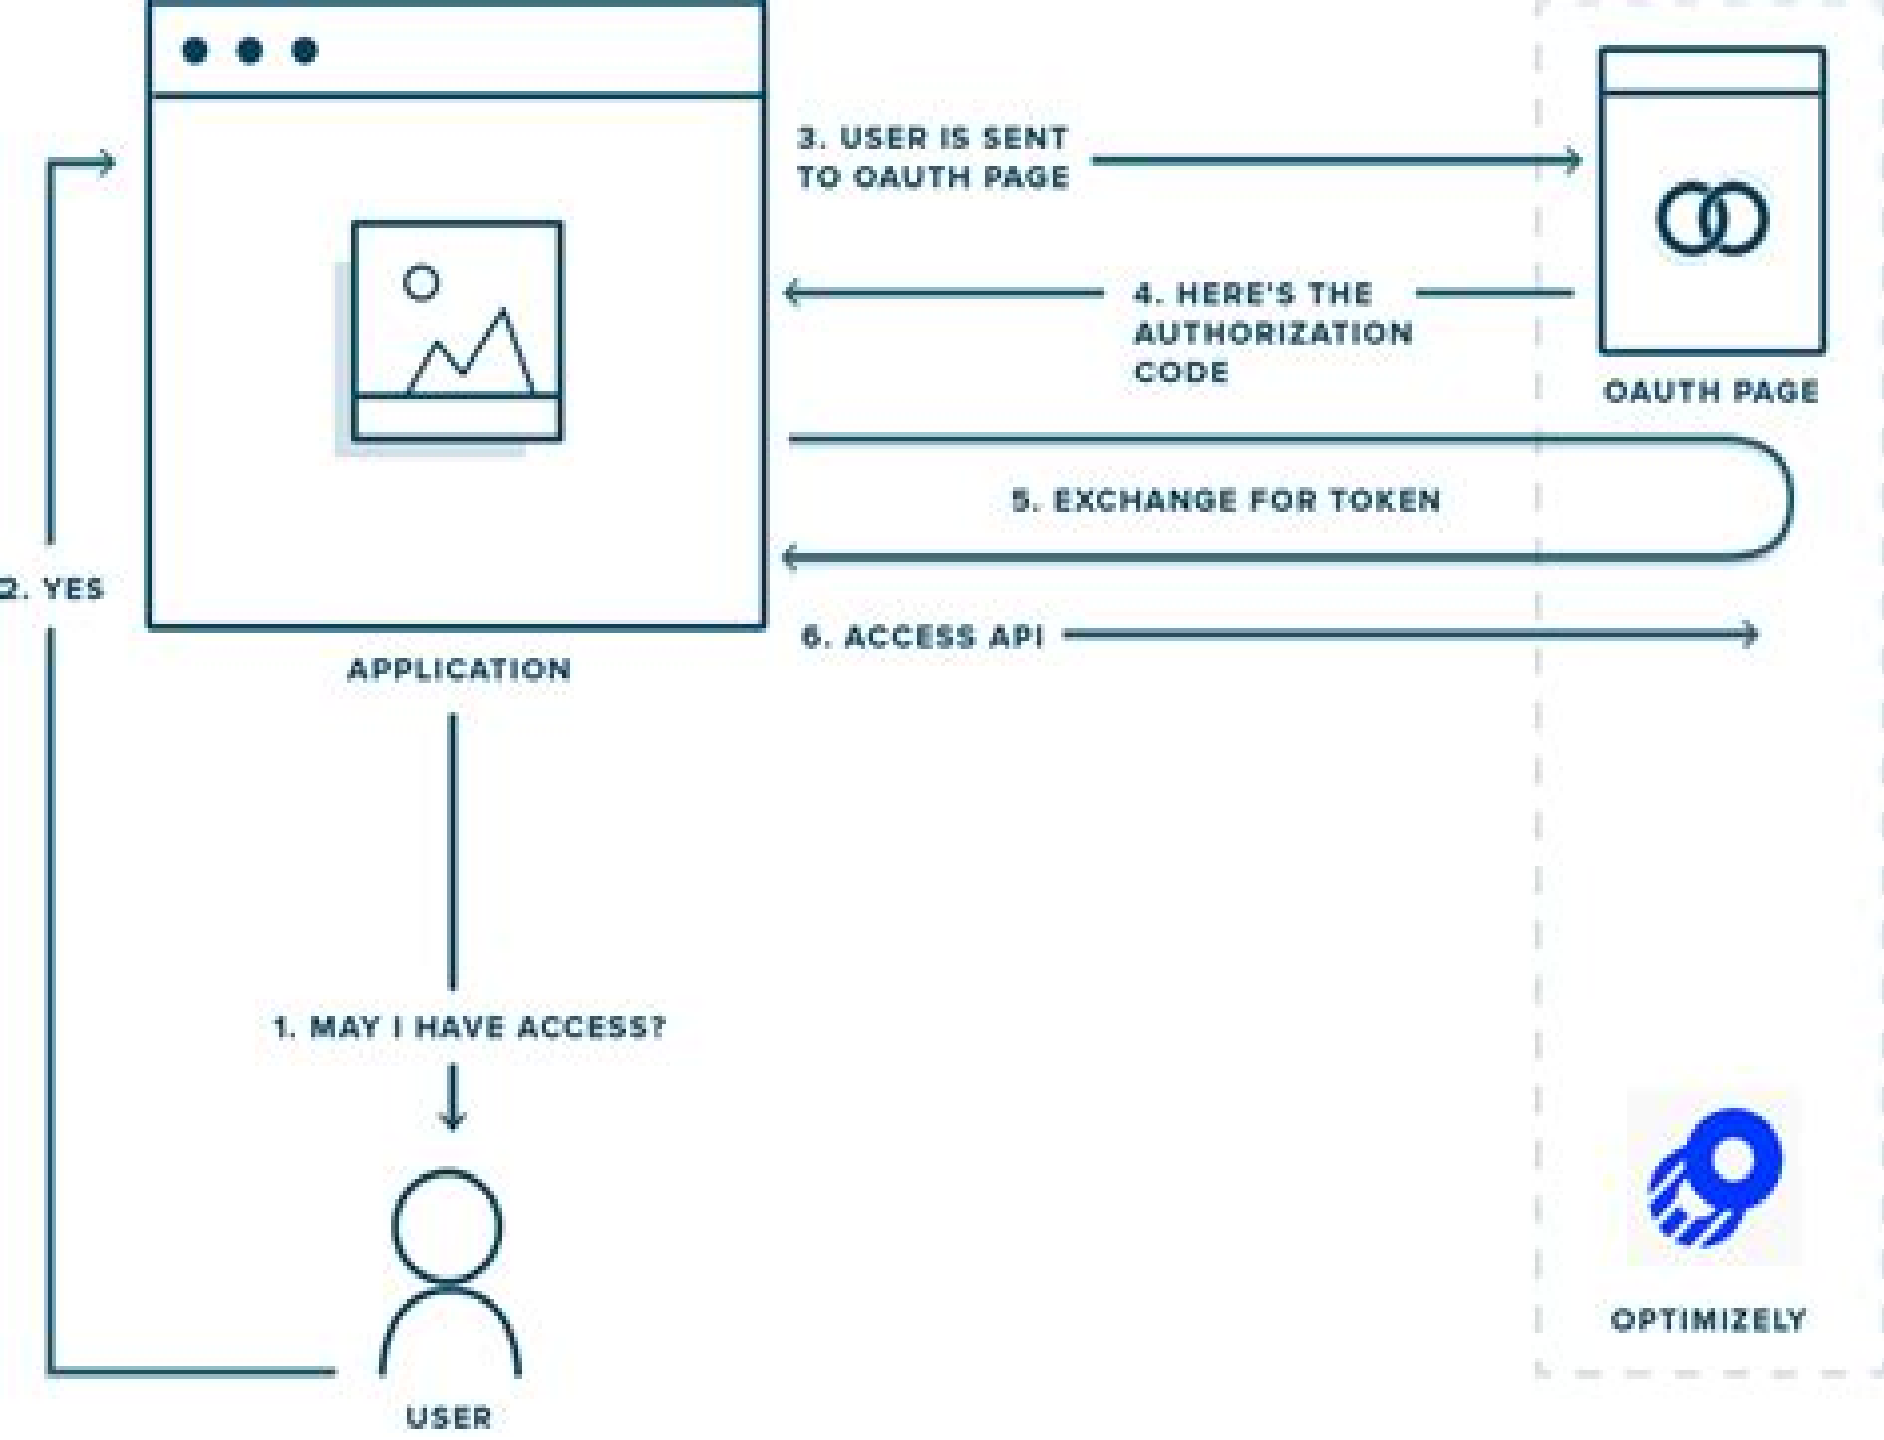 3. USER IS SENT
TO OAUTH PAGE
4. HERE'S THE
AUTHORIZATION
CODE
OAUTH PAGE
5. EXCHANGE FOR TOKEN
2. YES
6. ACCESS API
APPLICATION
1. MAY I HAVE ACCESS?
OPTIMIZELY
USER